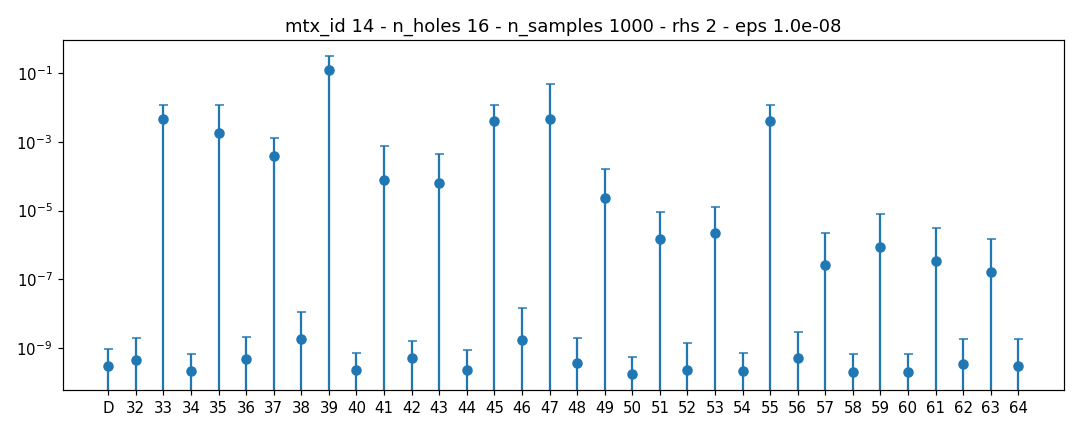 mtx_id 14 - n_holes 16 - n_samples 1000 - rhs 2 - eps 1.0e-08
10⁻¹
10⁻³
10⁻⁵
10⁻⁷
10⁻⁹
D 32 33 34 35 36 37 38 39 40 41 42 43 44 45 46 47 48 49 50 51 52 53 54 55 56 57 58 59 60 61 62 63 64